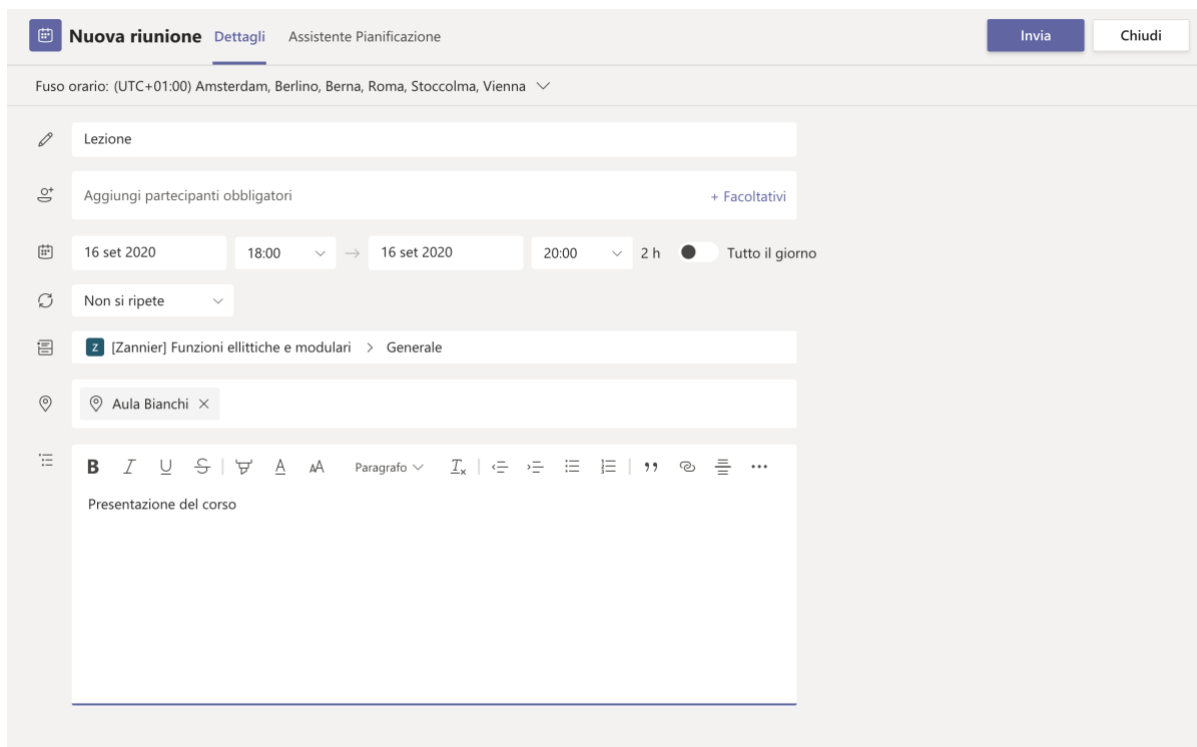 Nuova riunione Dettagli Assistente Pianificazione Invia Chiudi
Fuso orario: (UTC+01:00) Amsterdam, Berlino, Berna, Roma, Stoccolma, Vienna
Lezione
Aggiungi partecipanti obbligatori + Facoltativi
16 set 2020 18:00 → 16 set 2020 20:00 2 h Tutto il giorno
Non si ripete
Z [Zannier] Funzioni ellittiche e modulari > Generale
Aula Bianchi ×
B I U S A AA Paragrafo Tx
Presentazione del corso